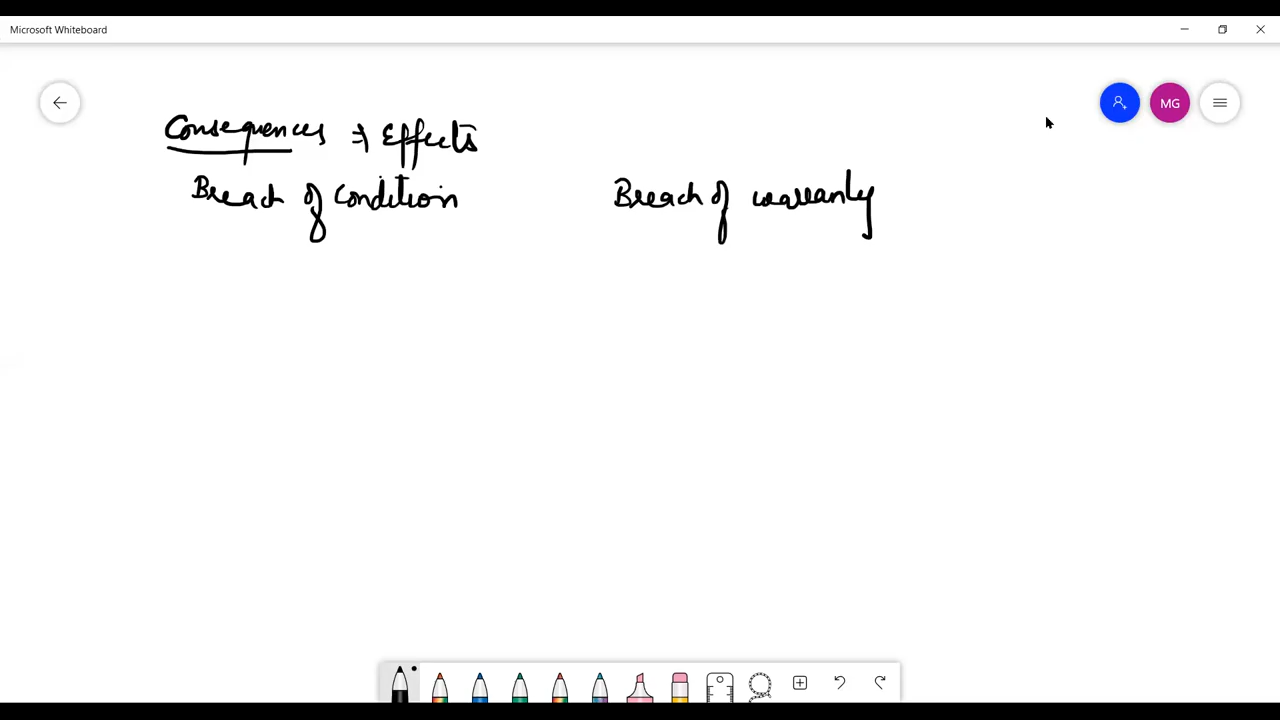 Microsoft Whiteboard
MG
Consequences & Effects
Breach of Condition Breach of warranty